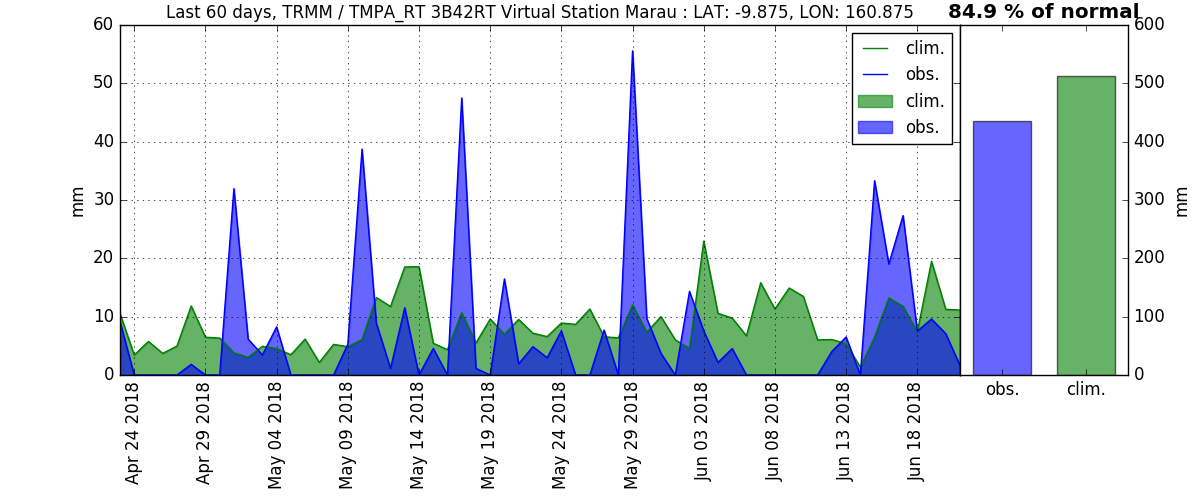 Last 60 days, TRMM / TMPA_RT 3B42RT Virtual Station Marau : LAT: -9.875, LON: 160.875
84.9 % of normal
60
50
40
30
20
10
0
mm
clim.
obs.
clim.
obs.
600
500
400
300
200
100
0
mm
obs.
clim.
Apr 24 2018
Apr 29 2018
May 04 2018
May 09 2018
May 14 2018
May 19 2018
May 24 2018
May 29 2018
Jun 03 2018
Jun 08 2018
Jun 13 2018
Jun 18 2018